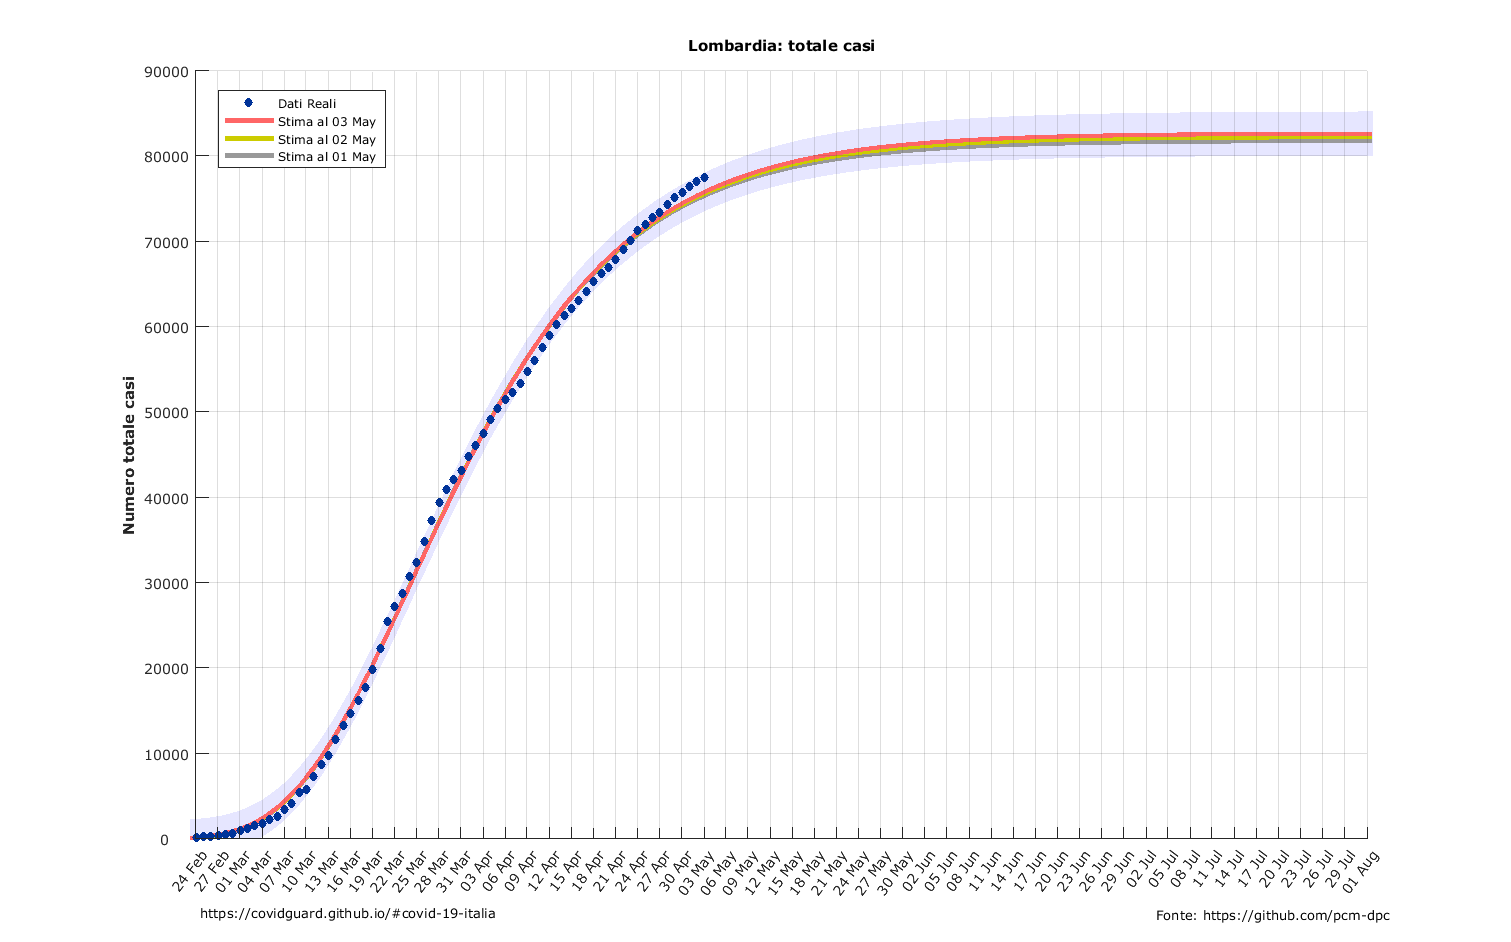 Lombardia: totale casi
90000
80000
70000
60000
50000
40000
30000
20000
10000
0
Numero totale casi
Dati Reali
Stima al 03 May
Stima al 02 May
Stima al 01 May
24 Feb
27 Feb
01 Mar
04 Mar
07 Mar
10 Mar
13 Mar
16 Mar
19 Mar
22 Mar
25 Mar
28 Mar
31 Mar
03 Apr
06 Apr
09 Apr
12 Apr
15 Apr
18 Apr
21 Apr
24 Apr
27 Apr
30 Apr
03 May
06 May
09 May
12 May
15 May
18 May
21 May
24 May
27 May
30 May
02 Jun
05 Jun
08 Jun
11 Jun
14 Jun
17 Jun
20 Jun
23 Jun
26 Jun
29 Jun
02 Jul
05 Jul
08 Jul
11 Jul
14 Jul
17 Jul
20 Jul
23 Jul
26 Jul
29 Jul
01 Aug
https://covidguard.github.io/#covid-19-italia
Fonte: https://github.com/pcm-dpc